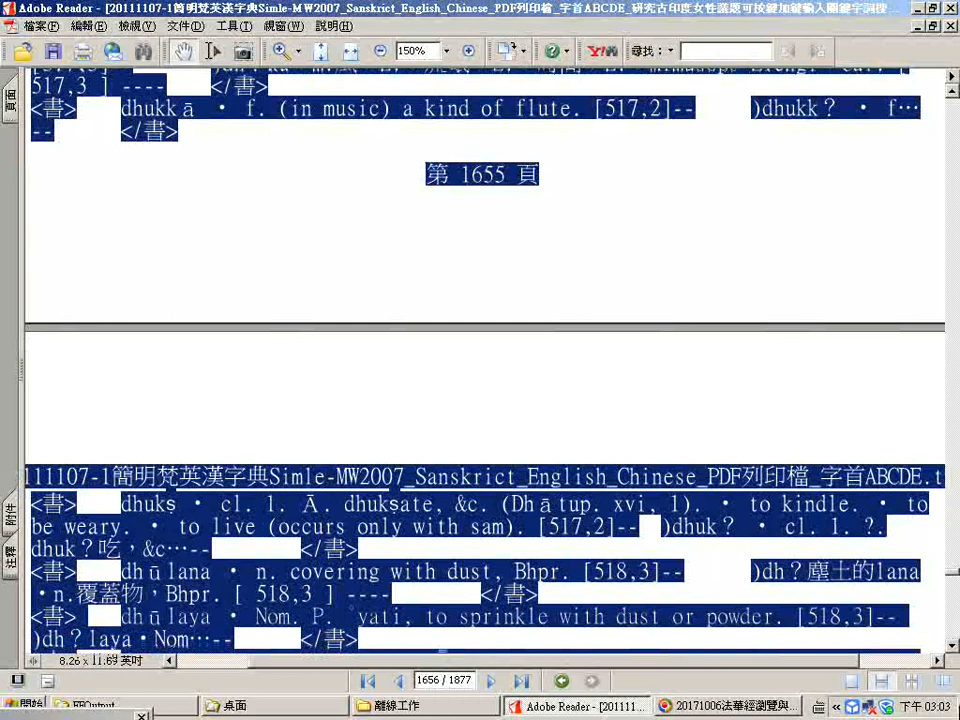 Adobe Reader - [20111107-1簡明梵英漢字典Simle-MW2007_Sanskrict_English_Chinese_PDF列印檔_字首ABCDE_研究古印度女性議題可按鍵加鍵輸入關鍵字詞搜
檔案(F) 編輯(E) 檢視(V) 文件(D) 工具(T) 視窗(W) 說明(H)
150% 尋找:
頁面
517,3 ] ---- </書>
<書> dhukkā · f. (in music) a kind of flute. [517,2]-- )dhukk? · f…
-- </書>
第 1655 頁
111107-1簡明梵英漢字典Simle-MW2007_Sanskrict_English_Chinese_PDF列印檔_字首ABCDE.t
<書> dhukṣ · cl. 1. Ā. dhukṣate, &c. (Dhātup. xvi, 1). · to kindle. · to
be weary. · to live (occurs only with sam). [517,2]-- )dhuk? · cl. 1. ?.
附件
dhuk?吃，&c…-- </書>
注釋
<書> dhūlana · n. covering with dust, Bhpr. [518,3]-- )dh?塵土的lana
·n.覆蓋物，Bhpr. [ 518,3 ] ---- </書>
<書> dhūlaya · Nom. P. °yati, to sprinkle with dust or powder. [518,3]--
)dh?laya·Nom…-- </書>
8.26 x 11.69 英吋
1656 / 1877
開始 FFOutput 桌面 離線工作 Adobe Reader - [2011... 20171006法華經瀏覽與... 下午 03:03